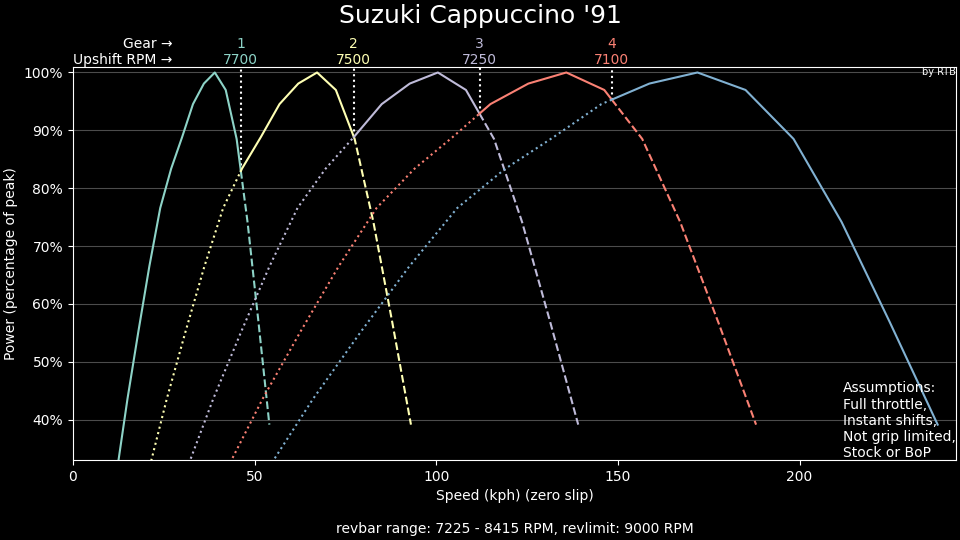 Suzuki Cappuccino '91
Gear → 1 2 3 4
Upshift RPM → 7700 7500 7250 7100
by RTB
100%
90%
80%
70%
60%
50%
40%
Power (percentage of peak)
Assumptions:
Full throttle,
Instant shifts,
Not grip limited,
Stock or BoP
0 50 100 150 200
Speed (kph) (zero slip)
revbar range: 7225 - 8415 RPM, revlimit: 9000 RPM